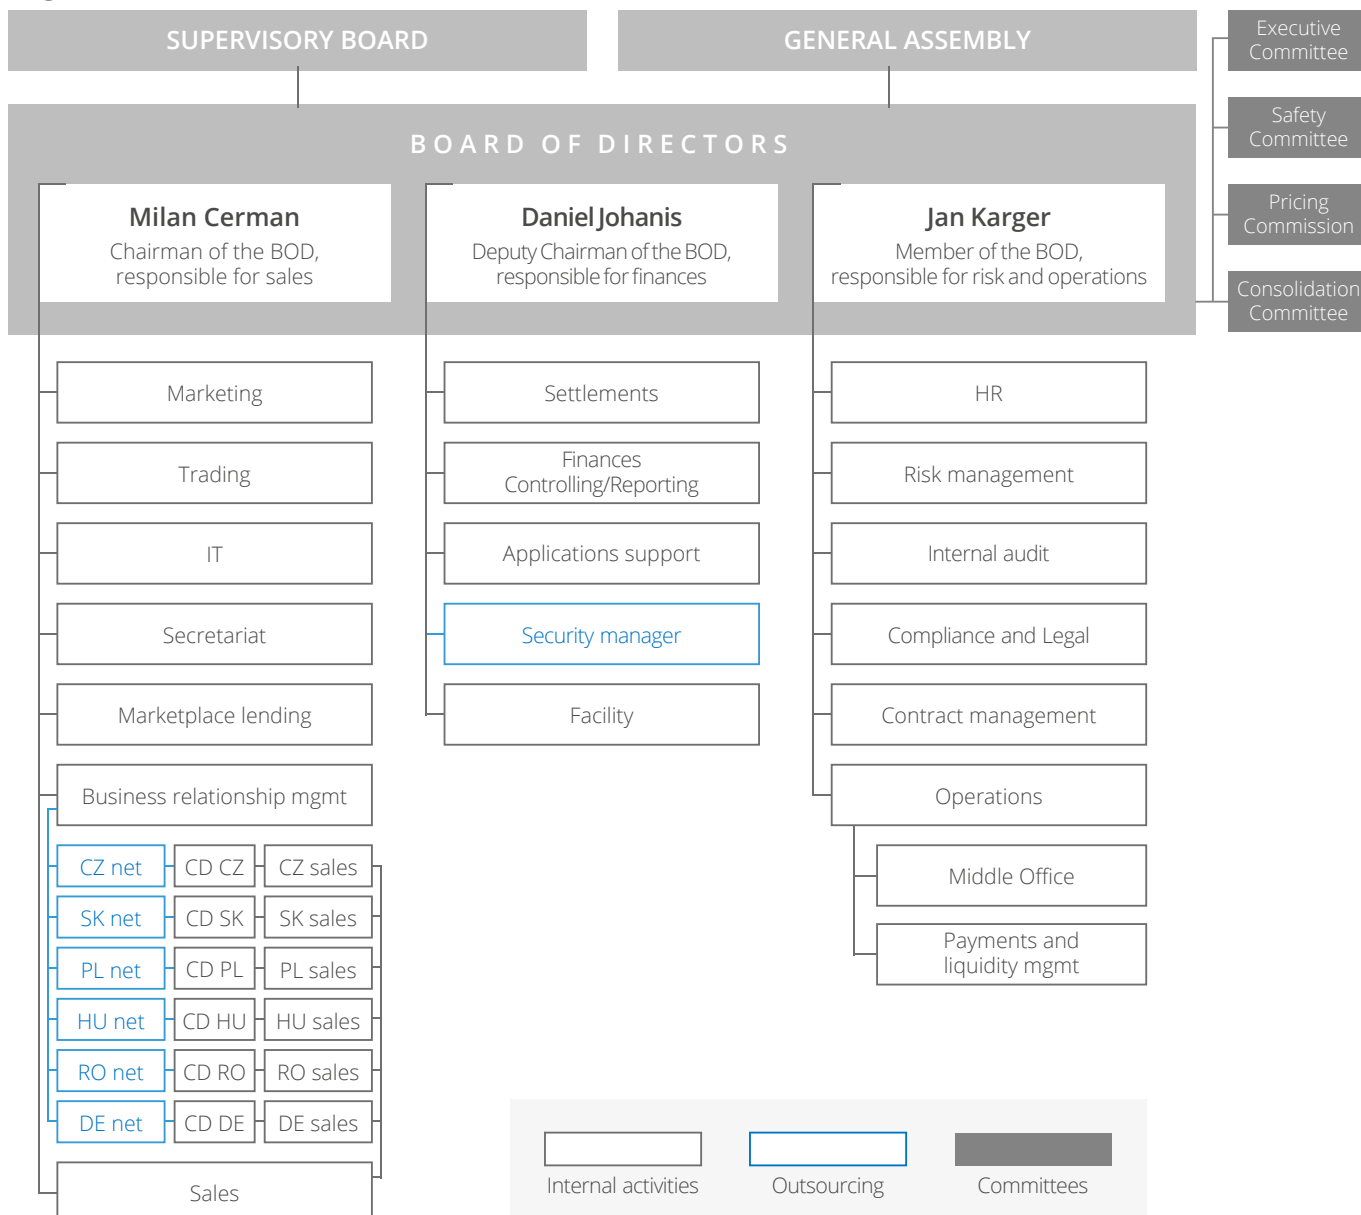 SUPERVISORY BOARD
GENERAL ASSEMBLY
Executive
Committee
Safety
Committee
Pricing
Commission
Consolidation
Committee
BOARD OF DIRECTORS
Milan Cerman
Chairman of the BOD,
responsible for sales
Daniel Johanis
Deputy Chairman of the BOD,
responsible for finances
Jan Karger
Member of the BOD,
responsible for risk and operations
Marketing
Trading
IT
Secretariat
Marketplace lending
Business relationship mgmt
CZ net CD CZ CZ sales
SK net CD SK SK sales
PL net CD PL PL sales
HU net CD HU HU sales
RO net CD RO RO sales
DE net CD DE DE sales
Sales
Settlements
Finances
Controlling/Reporting
Applications support
Security manager
Facility
HR
Risk management
Internal audit
Compliance and Legal
Contract management
Operations
Middle Office
Payments and
liquidity mgmt
Internal activities
Outsourcing
Committees